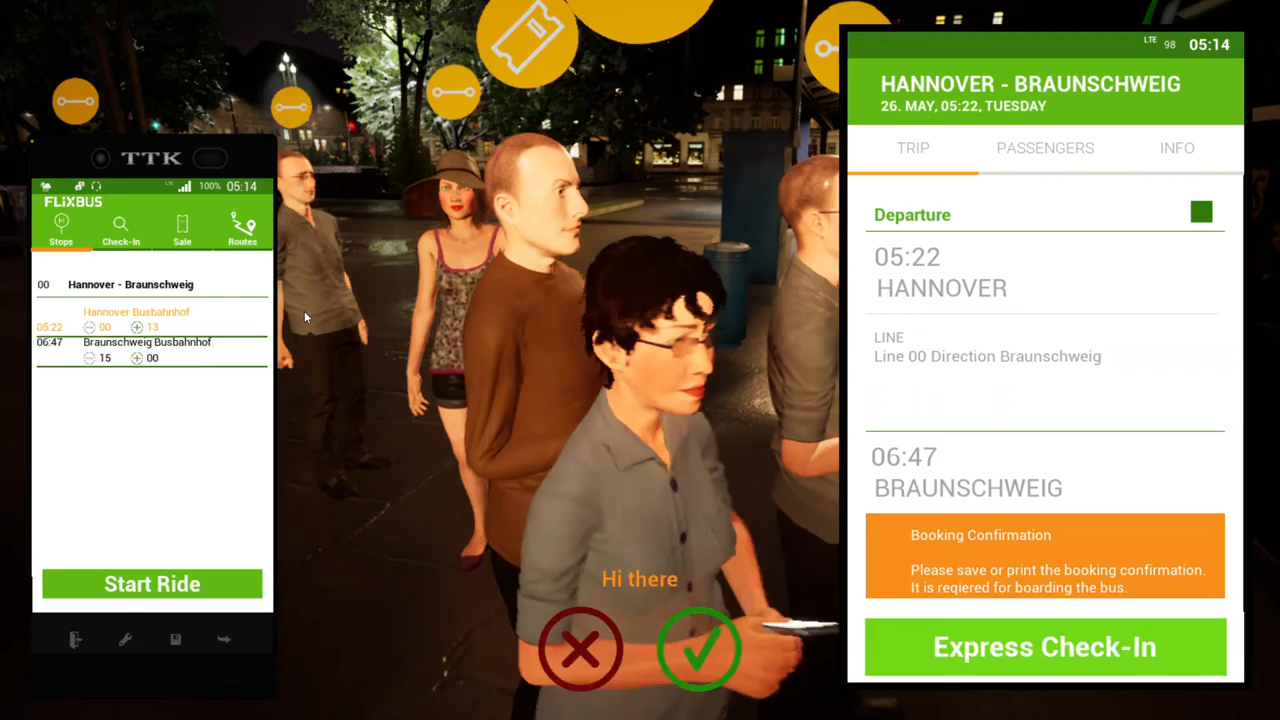 TTK
LTE 100% 05:14
FLiXBUS
Stops Check-In Sale Routes
00 Hannover - Braunschweig
Hannover Busbahnhof
05:22 00 13
06:47 Braunschweig Busbahnhof
15 00
Start Ride
Hi there
LTE 98 05:14
HANNOVER - BRAUNSCHWEIG
26. MAY, 05:22, TUESDAY
TRIP PASSENGERS INFO
Departure
05:22
HANNOVER
LINE
Line 00 Direction Braunschweig
06:47
BRAUNSCHWEIG
Booking Confirmation
Please save or print the booking confirmation.
It is reqiered for boarding the bus.
Express Check-In